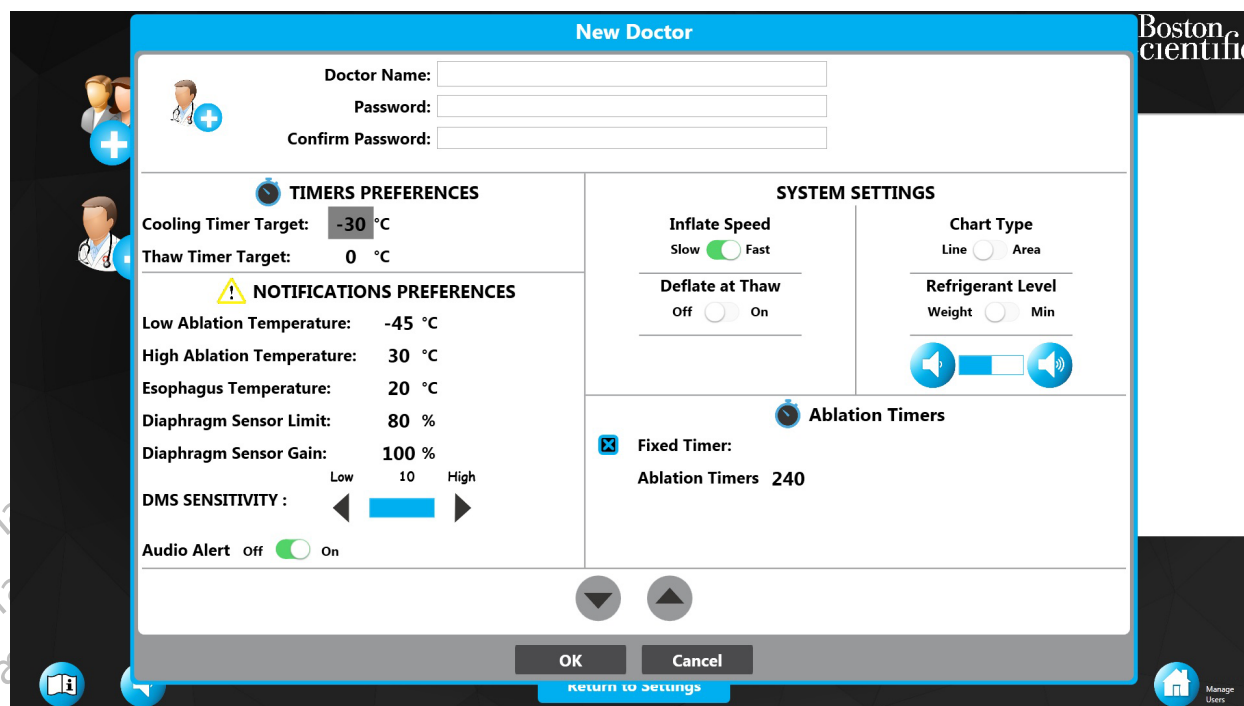 New Doctor
Boston
cientific
Doctor Name:
Password:
Confirm Password:
TIMERS PREFERENCES
Cooling Timer Target: -30 °C
Thaw Timer Target: 0 °C
NOTIFICATIONS PREFERENCES
Low Ablation Temperature: -45 °C
High Ablation Temperature: 30 °C
Esophagus Temperature: 20 °C
Diaphragm Sensor Limit: 80 %
Diaphragm Sensor Gain: 100 %
Low 10 High
DMS SENSITIVITY :
Audio Alert Off On
SYSTEM SETTINGS
Inflate Speed
Slow Fast
Deflate at Thaw
Off On
Chart Type
Line Area
Refrigerant Level
Weight Min
Ablation Timers
Fixed Timer:
Ablation Timers 240
OK Cancel
Return to Settings
Manage
Users